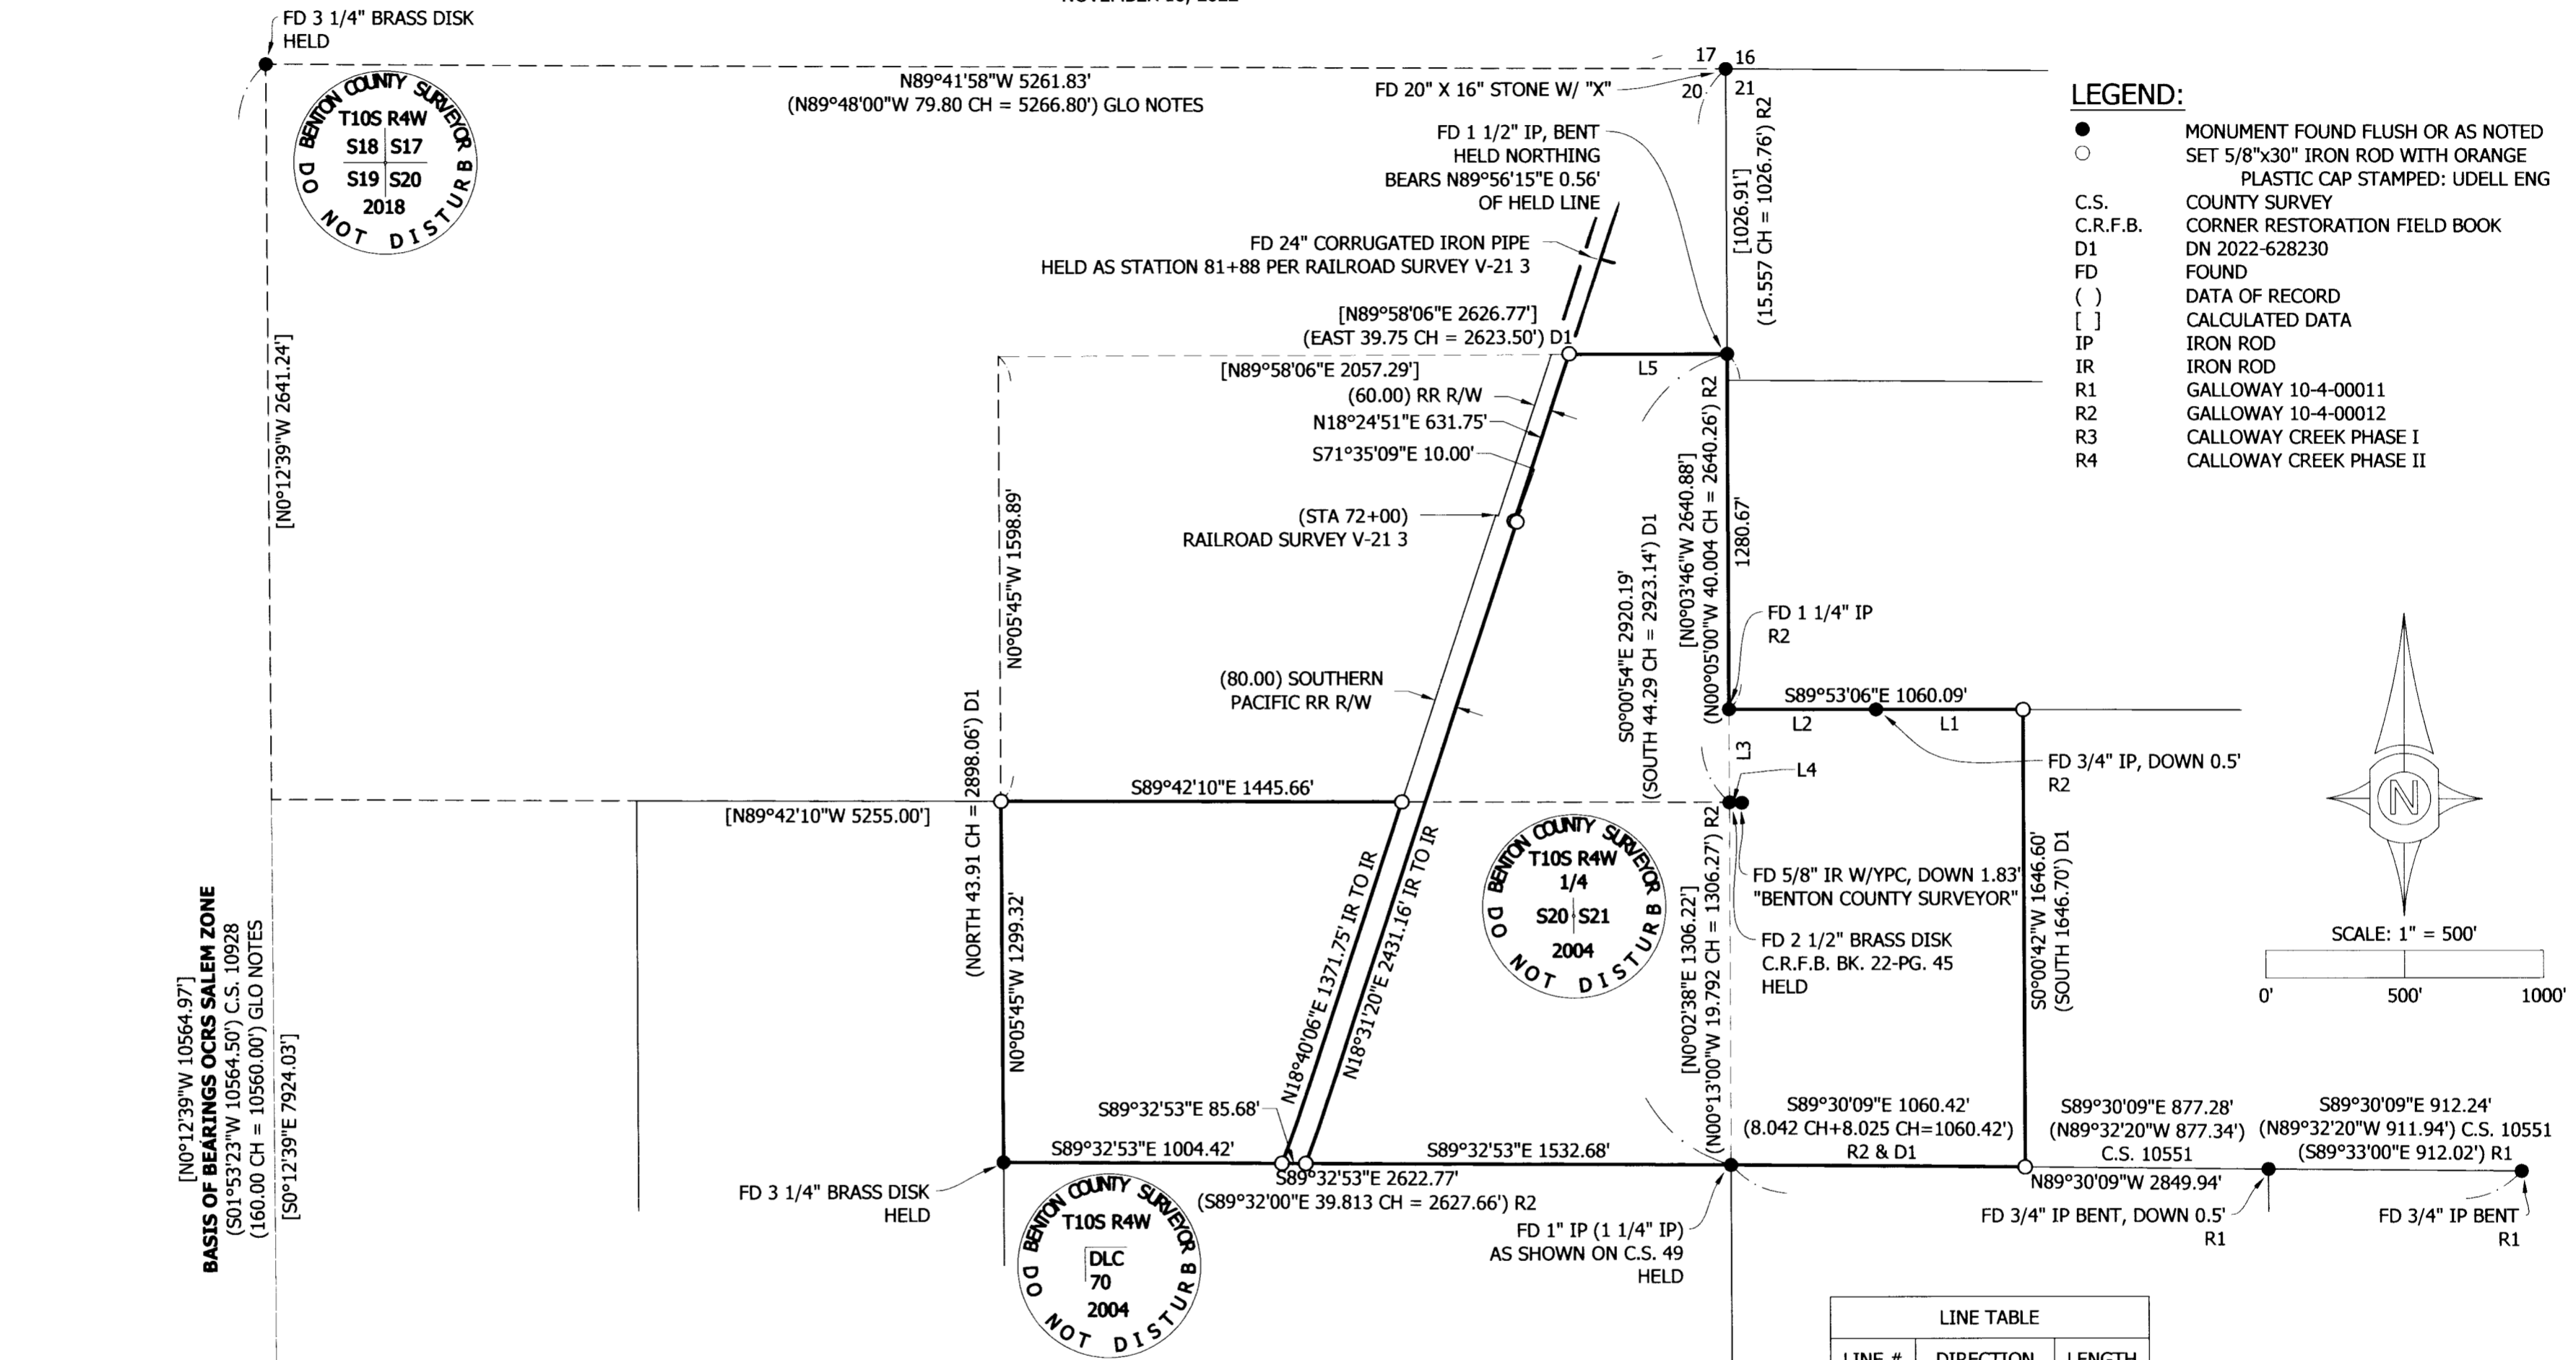 FD 3 1/4" BRASS DISK
HELD
BENTON COUNTY SURVEYOR
T10S R4W
S18 S17
S19 S20
2018
DO NOT DISTURB
N89°41'58"W 5261.83'
(N89°48'00"W 79.80 CH = 5266.80') GLO NOTES
17 16
20 21
FD 20" X 16" STONE W/ "X"
FD 1 1/2" IP, BENT
HELD NORTHING
BEARS N89°56'15"E 0.56'
OF HELD LINE
[1026.91']
(15.557 CH = 1026.76') R2
FD 24" CORRUGATED IRON PIPE
HELD AS STATION 81+88 PER RAILROAD SURVEY V-21 3
[N89°58'06"E 2626.77']
(EAST 39.75 CH = 2623.50') D1
[N89°58'06"E 2057.29']
L5
(60.00) RR R/W
N18°24'51"E 631.75'
S71°35'09"E 10.00'
(STA 72+00)
RAILROAD SURVEY V-21 3
(80.00) SOUTHERN
PACIFIC RR R/W
LEGEND:
MONUMENT FOUND FLUSH OR AS NOTED
SET 5/8"x30" IRON ROD WITH ORANGE
PLASTIC CAP STAMPED: UDELL ENG
C.S. COUNTY SURVEY
C.R.F.B. CORNER RESTORATION FIELD BOOK
D1 DN 2022-628230
FD FOUND
( ) DATA OF RECORD
[ ] CALCULATED DATA
IP IRON ROD
IR IRON ROD
R1 GALLOWAY 10-4-00011
R2 GALLOWAY 10-4-00012
R3 CALLOWAY CREEK PHASE I
R4 CALLOWAY CREEK PHASE II
[N0°12'39"W 2641.24']
N0°05'45"W 1598.89'
(NORTH 43.91 CH = 2898.06') D1
S0°00'54"E 2920.19'
(SOUTH 44.29 CH = 2923.14') D1
[N0°03'46"W 2640.88']
(N00°05'00"W 40.004 CH = 2640.26') R2
1280.67'
FD 1 1/4" IP
R2
S89°53'06"E 1060.09'
L2
L1
L3
L4
FD 3/4" IP, DOWN 0.5'
R2
S89°42'10"E 1445.66'
[N89°42'10"W 5255.00']
BENTON COUNTY SURVEYOR
T10S R4W
1/4
S20 S21
2004
DO NOT DISTURB
FD 5/8" IR W/YPC, DOWN 1.83'
"BENTON COUNTY SURVEYOR"
FD 2 1/2" BRASS DISK
C.R.F.B. BK. 22-PG. 45
HELD
N
SCALE: 1" = 500'
0' 500' 1000'
S0°00'42"W 1646.60'
(SOUTH 1646.70') D1
[N0°12'39"W 10564.97']
BASIS OF BEARINGS OCRS SALEM ZONE
(S01°53'23"W 10564.50') C.S. 10928
(160.00 CH = 10560.00') GLO NOTES
[S0°12'39"E 7924.03']
N0°05'45"W 1299.32'
N18°40'06"E 1371.75' IR TO IR
N18°31'20"E 2431.16' IR TO IR
[N0°02'38"E 1306.22']
(N00°13'00"W 19.792 CH = 1306.27') R2
S89°32'53"E 85.68'
S89°32'53"E 1004.42'
S89°32'53"E 1532.68'
S89°32'53"E 2622.77'
(S89°32'00"E 39.813 CH = 2627.66') R2
S89°30'09"E 1060.42'
(8.042 CH+8.025 CH=1060.42')
R2 & D1
S89°30'09"E 877.28'
(N89°32'20"W 877.34')
C.S. 10551
S89°30'09"E 912.24'
(N89°32'20"W 911.94') C.S. 10551
(S89°33'00"E 912.02') R1
N89°30'09"W 2849.94'
FD 3 1/4" BRASS DISK
HELD
BENTON COUNTY SURVEYOR
T10S R4W
DLC
70
2004
DO NOT DISTURB
FD 1" IP (1 1/4" IP)
AS SHOWN ON C.S. 49
HELD
FD 3/4" IP BENT, DOWN 0.5'
R1
FD 3/4" IP BENT
R1
LINE TABLE
LINE # DIRECTION LENGTH